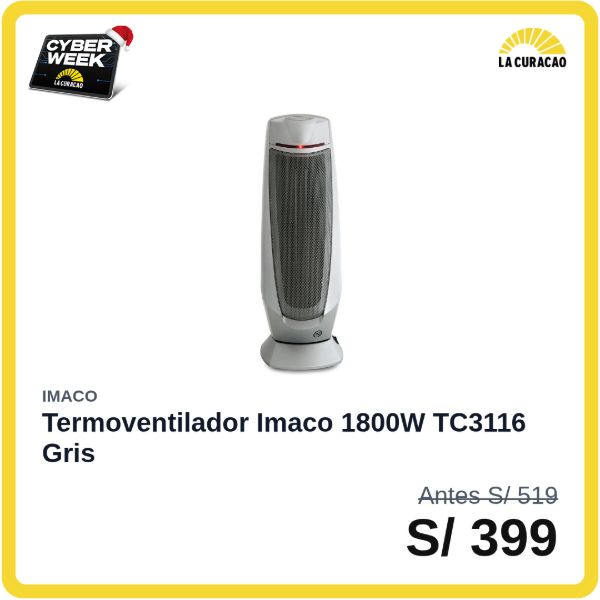 CYBER
WEEK
LA CURACAO
LA CURACAO
IMACO
Termoventilador Imaco 1800W TC3116
Gris
Antes S/ 519
S/ 399